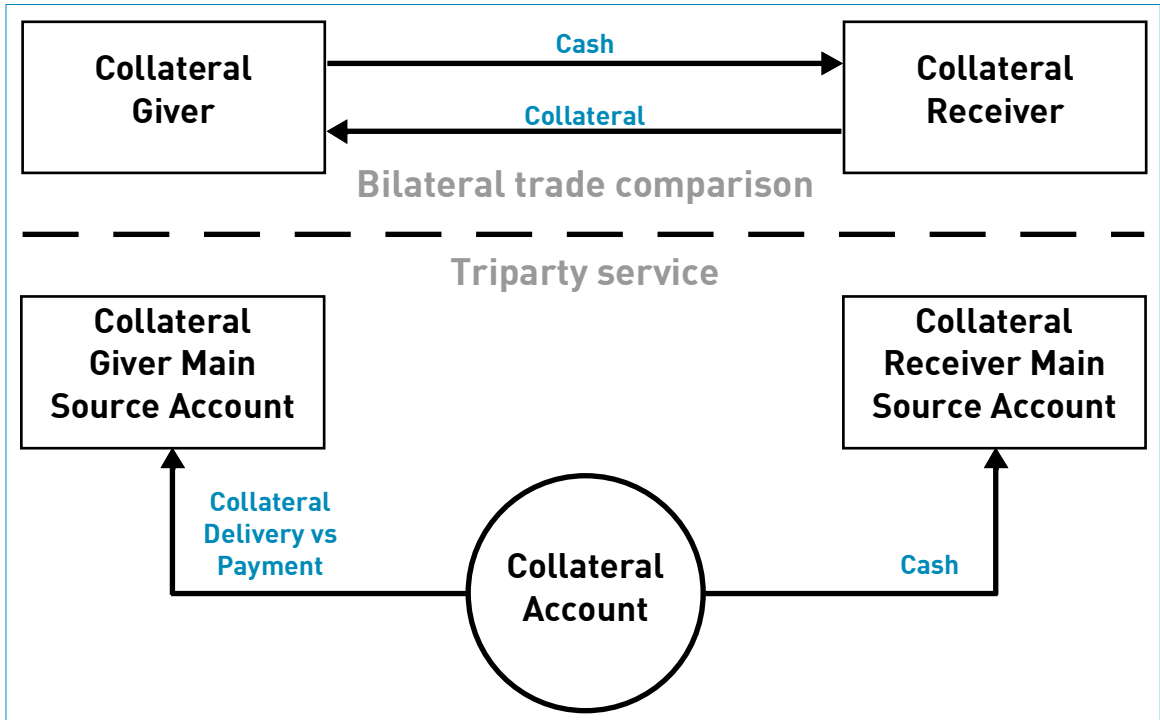 Collateral
Giver
Cash
Collateral
Collateral
Receiver
Bilateral trade comparison
Triparty service
Collateral
Giver Main
Source Account
Collateral
Receiver Main
Source Account
Collateral
Delivery vs
Payment
Collateral
Account
Cash